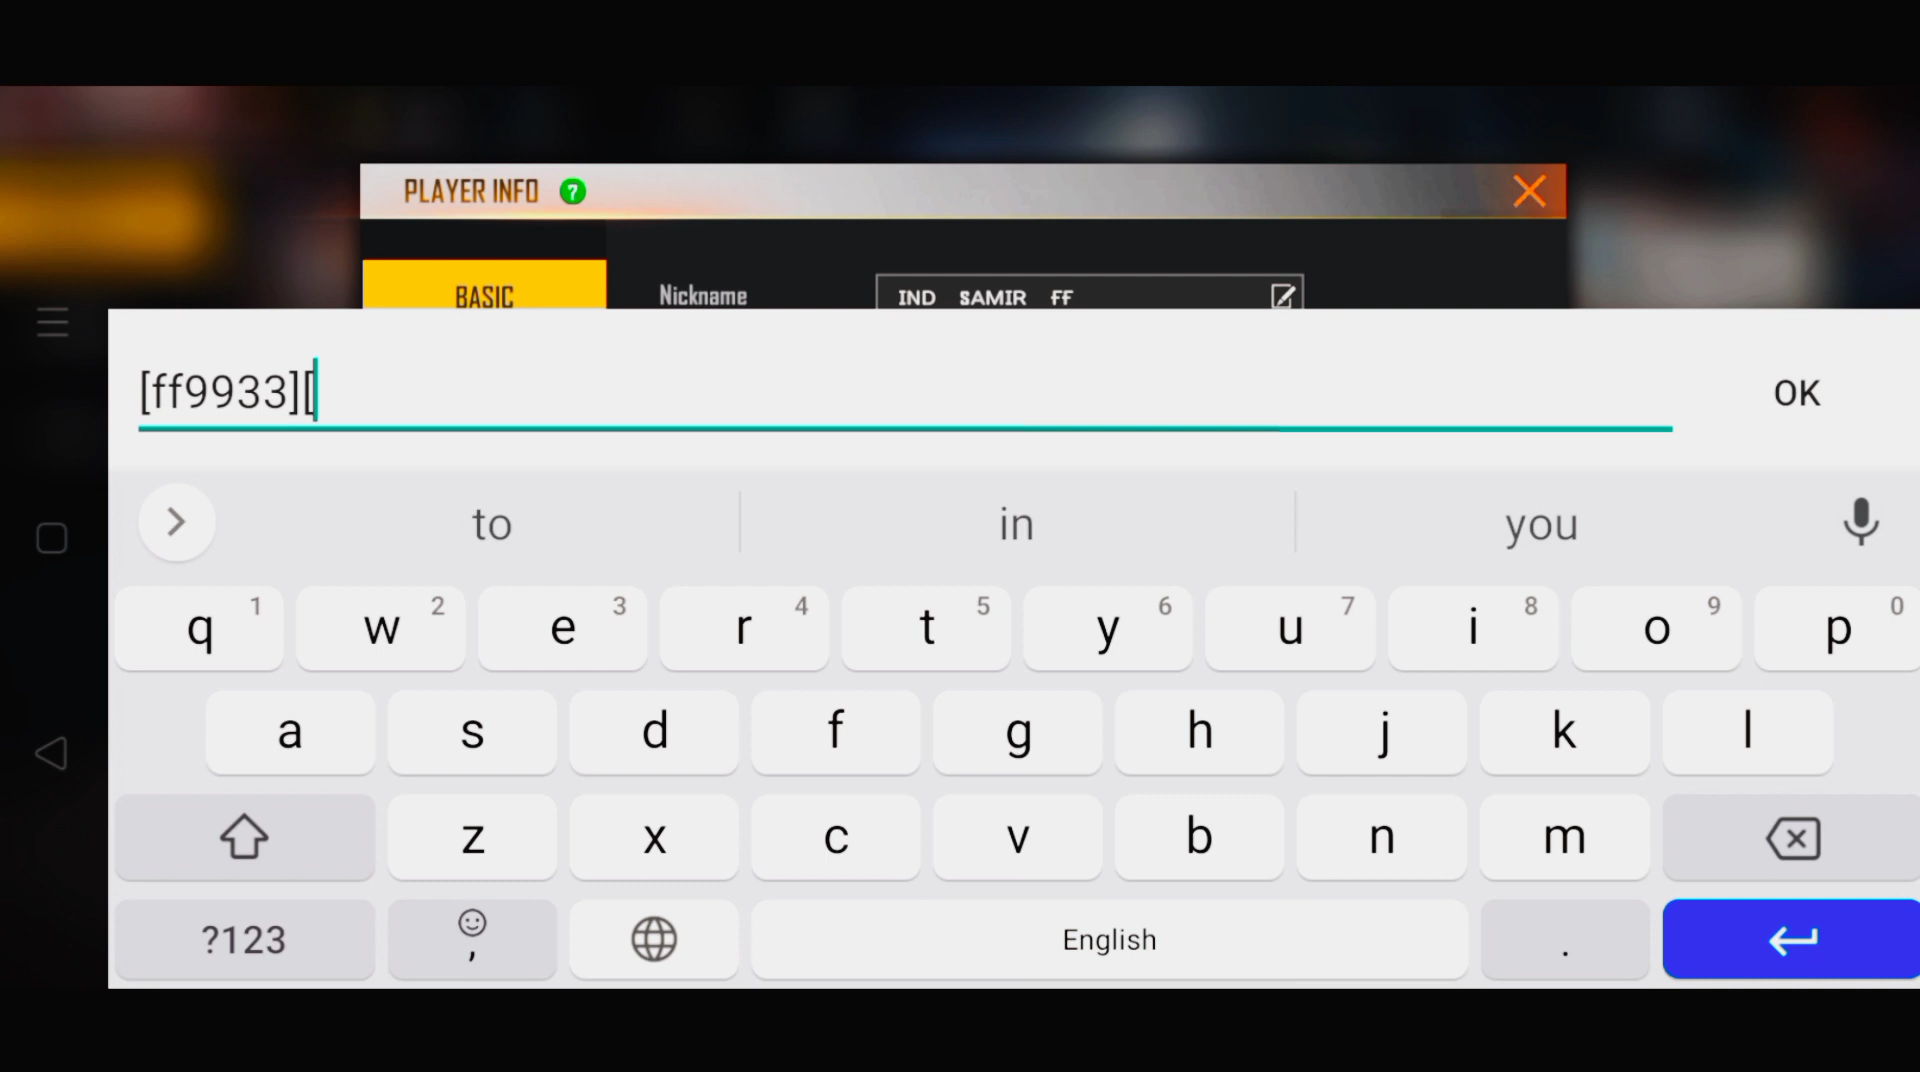 PLAYER INFO ?
BASIC
Nickname
IND SAMIR FF
[ff9933][
OK
to in you
q 1 w 2 e 3 r 4 t 5 y 6 u 7 i 8 o 9 p 0
a s d f g h j k l
z x c v b n m
?123 , English .